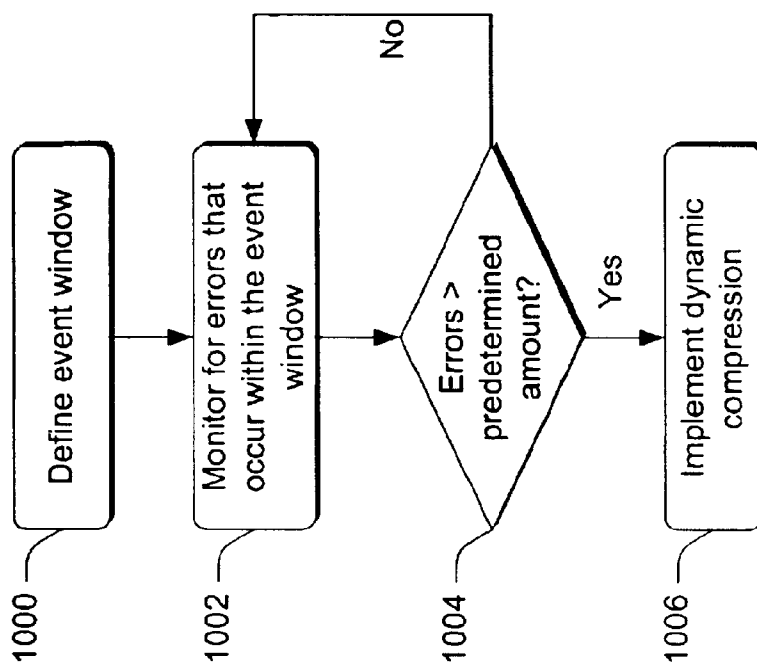 1000
Define event window
1002
Monitor for errors that
occur within the event
window
No
1004
Errors >
predetermined
amount?
Yes
1006
Implement dynamic
compression